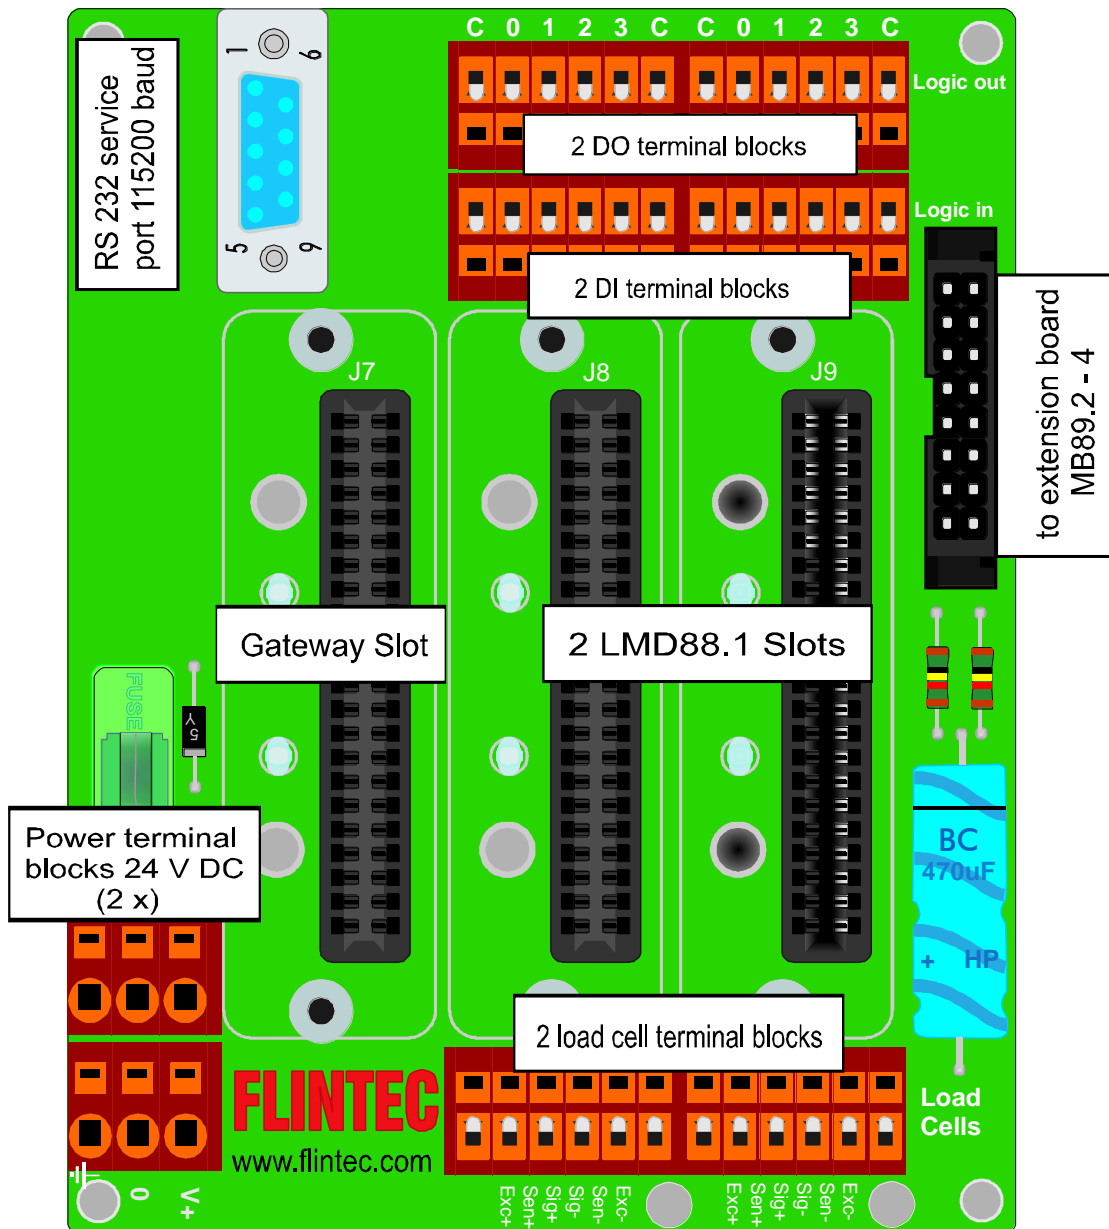 C 0 1 2 3 C C 0 1 2 3 C
Logic out
RS 232 service
port 115200 baud
1
6
5
9
2 DO terminal blocks
Logic in
2 DI terminal blocks
to extension board
MB89.2 - 4
J7
J8
J9
Gateway Slot
2 LMD88.1 Slots
FUSE
5
Y
Power terminal
blocks 24 V DC
(2 x)
BC
470uF
+ HP
2 load cell terminal blocks
Load
Cells
FLINTEC
www.flintec.com
0
V+
Exc+
Sen+
Sig+
Sig-
Sen-
Exc-
Exc+
Sen+
Sig+
Sig-
Sen-
Exc-